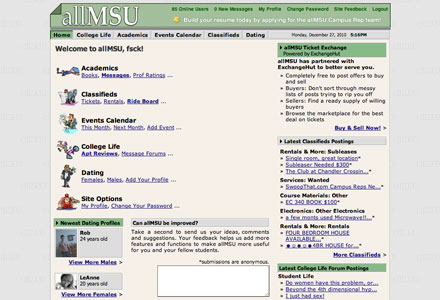 allMSU
85 Online Users 0 New Messages My Profile Change Password Site Feedback Logout
Build your resume today by applying for the allMSU Campus Rep team!
Home College Life Academics Events Calendar Classifieds Dating
Monday, December 27, 2010 5:16PM
Welcome to allMSU, fsck!
Academics
Books, Messages, Prof Ratings ...
Classifieds
Tickets, Rentals, Ride Board ...
Events Calendar
This Month, Next Month, Add Event ...
College Life
Apt Reviews, Message Forums ...
Dating
Females, Males, Add Your Profile ...
Site Options
My Profile, Change Your Password ...
Newest Dating Profiles
Rob
24 years old
View More Males >
LeAnne
20 years old
View More Females >
Can allMSU be improved?
Take a second to send us your ideas, comments
and suggestions. Your feedback helps us add more
features and functions to make allMSU more useful
for you and your fellow students.
*submissions are anonymous.
allMSU Ticket Exchange
Powered by ExchangeHut
allMSU has partnered with
ExchangeHut to better serve you.
» Completely free to post offers to buy
and sell
» Buyers: Don't search through messy
lists of posts trying to rip you off
» Sellers: Find a ready supply of willing
buyers
» Browse the marketplace for the best
deal on tickets
Buy & Sell Now! >
Latest Classifieds Postings
Rentals & More: Subleases
» Single room, great location*
» Subleaser Needed $300*
» The Club at Chandler Crossin...*
Services: Wanted
» SwoopThat.com Campus Reps Ne...*
Course Materials: Other
» EC 340 BOOK $100*
Electronics: Other Electronics
» a few monts used Microwave!!...*
Rentals & More: Rentals
» FOUR BEDROOM HOUSE
AVAILABLE...*
» ■ ■ ■ ■4BR HOUSE for...*
More Classifieds >
Latest College Life Forum Postings
Student Life
» Do women have this problem, or...
» Beyond the 4th dimensional hyp...
» I just had sex!